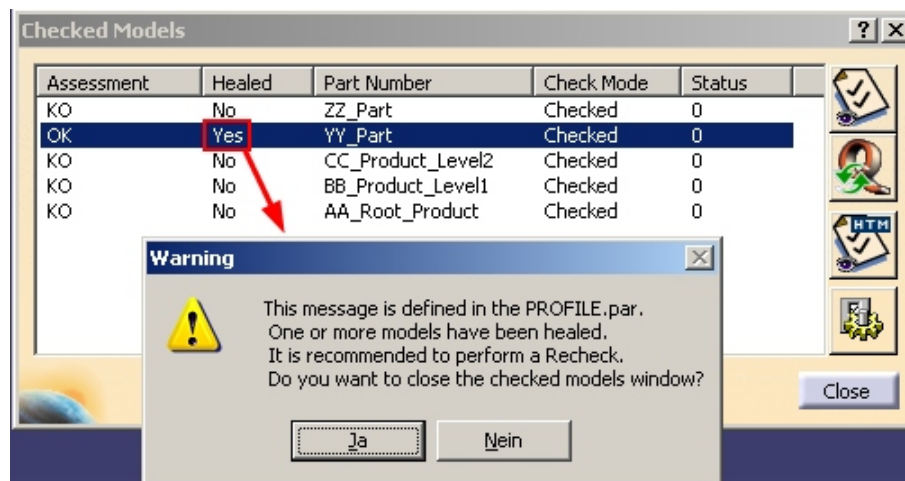 Checked Models
?
Assessment Healed Part Number Check Mode Status
KO No ZZ_Part Checked 0
OK Yes YY_Part Checked 0
KO No CC_Product_Level2 Checked 0
KO No BB_Product_Level1 Checked 0
KO No AA_Root_Product Checked 0
HTM
Warning
This message is defined in the PROFILE.par.
One or more models have been healed.
It is recommended to perform a Recheck.
Do you want to close the checked models window?
Close
Ja Nein